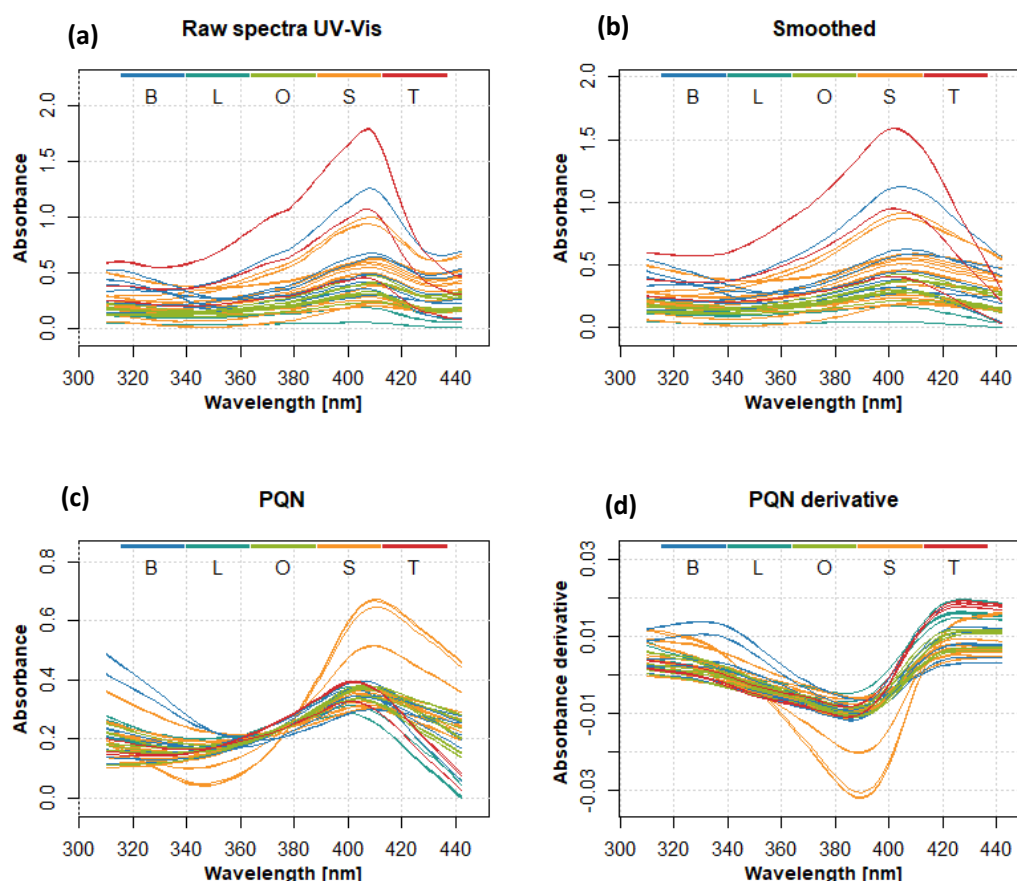 (a) Raw spectra UV-Vis
B L O S T
Absorbance
0.0 0.5 1.0 1.5 2.0
300 320 340 360 380 400 420 440
Wavelength [nm]
(b) Smoothed
B L O S T
Absorbance
0.0 0.5 1.0 1.5 2.0
300 320 340 360 380 400 420 440
Wavelength [nm]
(c) PQN
B L O S T
Absorbance
0.0 0.2 0.4 0.6 0.8
300 320 340 360 380 400 420 440
Wavelength [nm]
(d) PQN derivative
B L O S T
Absorbance derivative
-0.03 -0.01 0.01 0.03
300 320 340 360 380 400 420 440
Wavelength [nm]